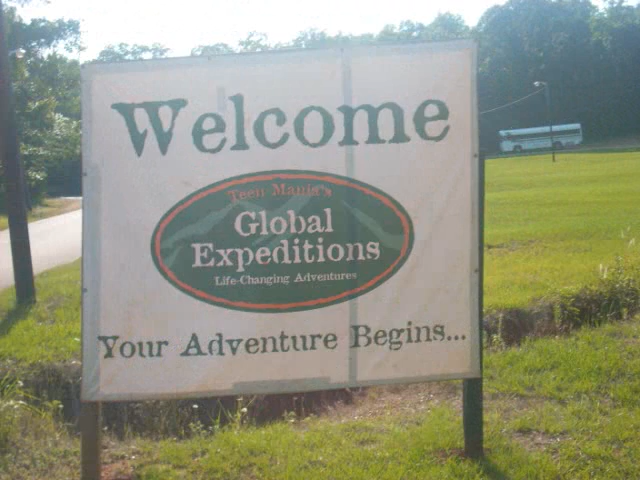 Welcome
Teen Mania's
Global
Expeditions
Life-Changing Adventures
Your Adventure Begins...